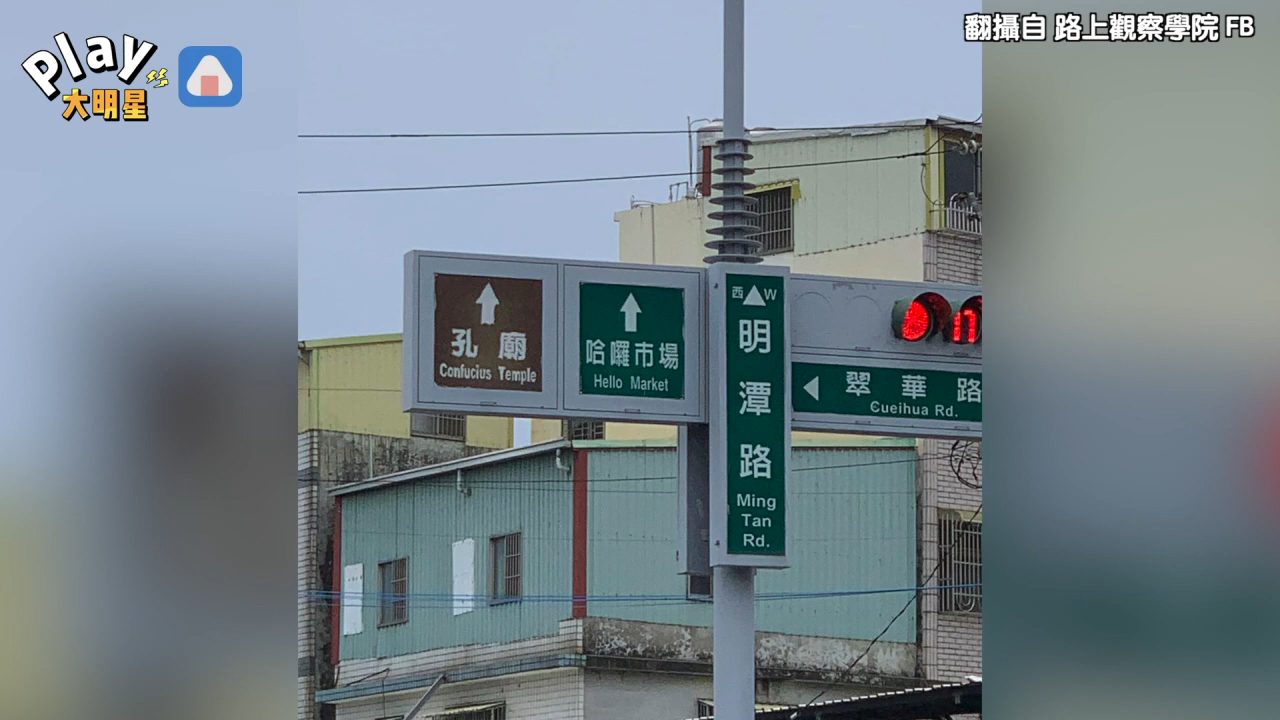 Play
大明星
翻攝自 路上觀察學院 FB
孔廟
Confucius Temple
哈囉市場
Hello Market
西 W
明潭路
Ming
Tan
Rd.
翠華路
Cueihua Rd.